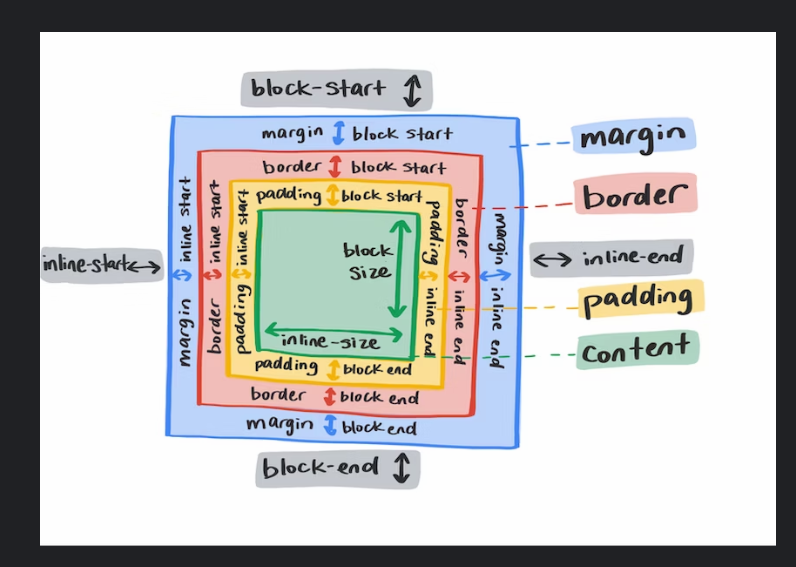 block-start
margin block start
border block start
padding block start
margin
border
inline-start
margin inline start
border inline start
padding inline start
block
size
inline-size
padding inline end
border inline end
margin inline end
inline-end
padding
content
padding block end
border block end
margin block end
block-end